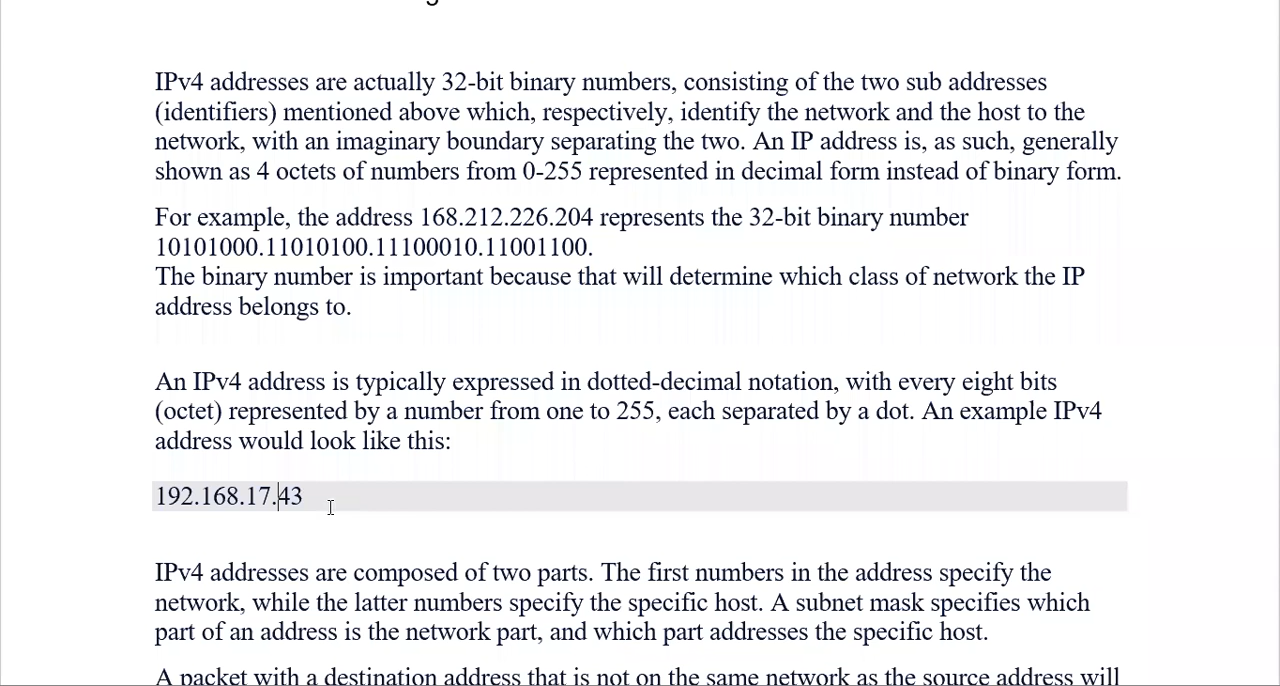 IPv4 addresses are actually 32-bit binary numbers, consisting of the two sub addresses
(identifiers) mentioned above which, respectively, identify the network and the host to the
network, with an imaginary boundary separating the two. An IP address is, as such, generally
shown as 4 octets of numbers from 0-255 represented in decimal form instead of binary form.
For example, the address 168.212.226.204 represents the 32-bit binary number
10101000.11010100.11100010.11001100.
The binary number is important because that will determine which class of network the IP
address belongs to.
An IPv4 address is typically expressed in dotted-decimal notation, with every eight bits
(octet) represented by a number from one to 255, each separated by a dot. An example IPv4
address would look like this:
192.168.17.43
IPv4 addresses are composed of two parts. The first numbers in the address specify the
network, while the latter numbers specify the specific host. A subnet mask specifies which
part of an address is the network part, and which part addresses the specific host.
A packet with a destination address that is not on the same network as the source address will